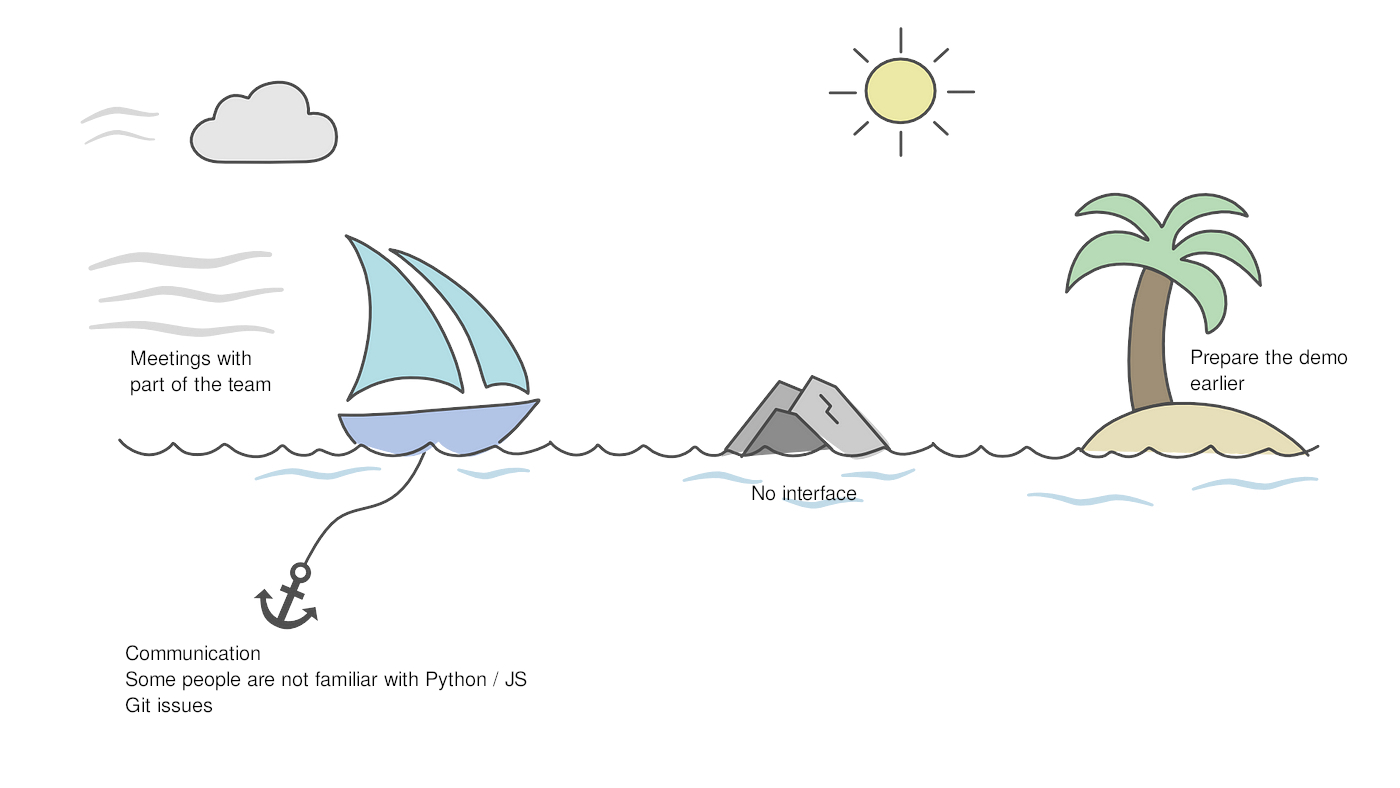 Meetings with
part of the team
Prepare the demo
earlier
No interface
Communication
Some people are not familiar with Python / JS
Git issues